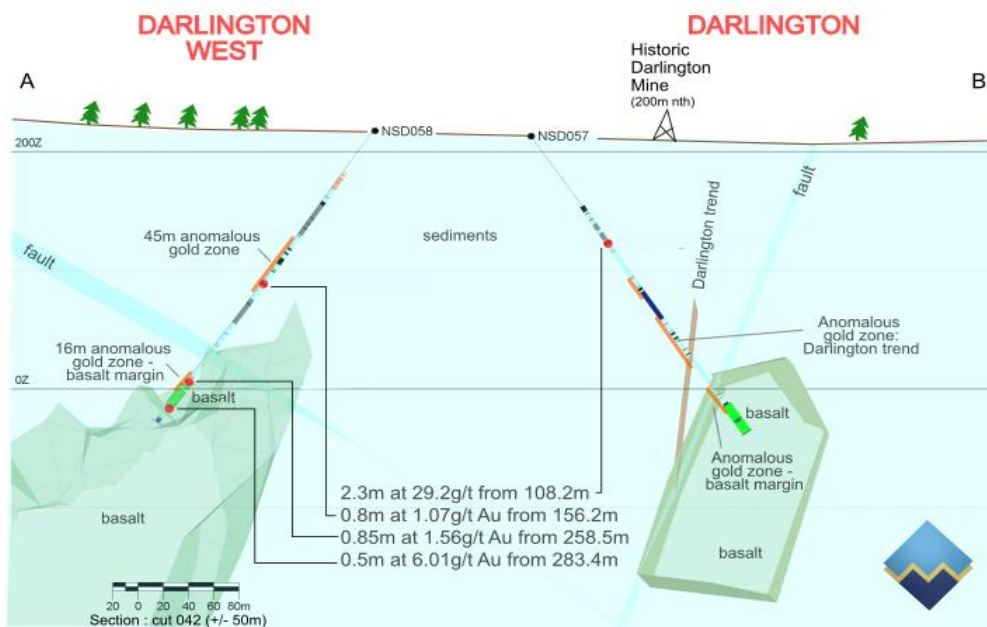 DARLINGTON
WEST
DARLINGTON
A
Historic
Darlington
Mine
(200m nth)
B
NSD058
NSD057
200Z
fault
45m anomalous
gold zone
sediments
Darlington trend
fault
16m anomalous
gold zone -
basalt margin
Anomalous
gold zone:
Darlington trend
0Z
basalt
basalt
Anomalous
gold zone -
basalt margin
2.3m at 29.2g/t from 108.2m
0.8m at 1.07g/t Au from 156.2m
0.85m at 1.56g/t Au from 258.5m
0.5m at 6.01g/t Au from 283.4m
basalt
basalt
20 0 20 40 60 80m
Section : cut 042 (+/- 50m)